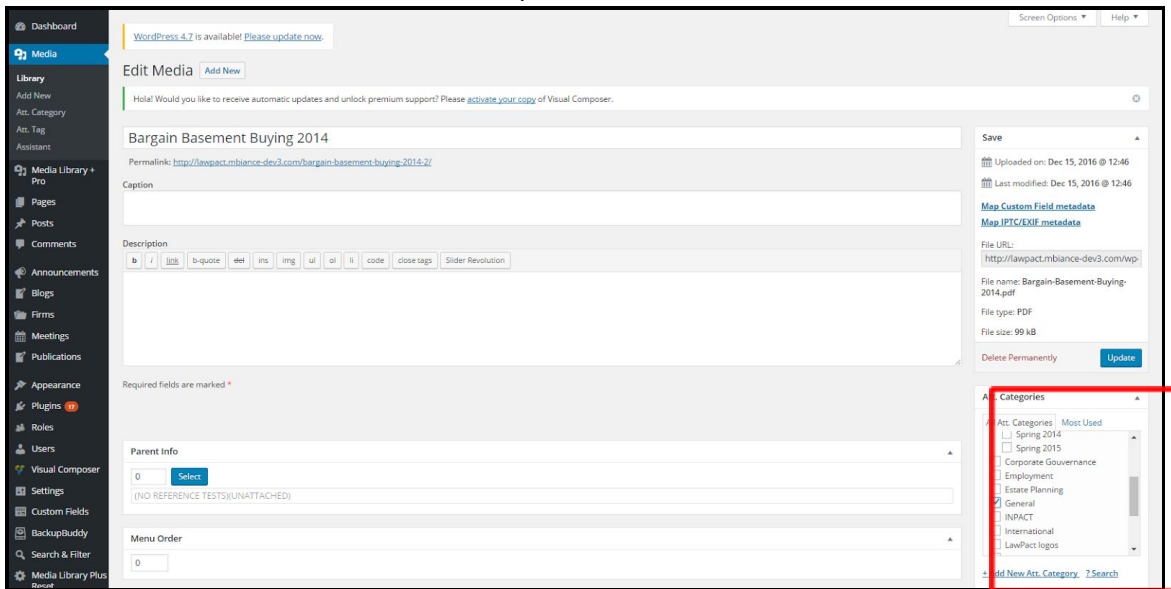 Dashboard
Media
Library
Add New
Att. Category
Att. Tag
Assistant
Media Library +
Pro
Pages
Posts
Comments
Announcements
Blogs
Firms
Meetings
Publications
Appearance
Plugins 17
Roles
Users
Visual Composer
Settings
Custom Fields
BackupBuddy
Search & Filter
Media Library Plus
Reset
Screen Options ▼ Help ▼
WordPress 4.7 is available! Please update now.
Edit Media Add New
Hola! Would you like to receive automatic updates and unlock premium support? Please activate your copy of Visual Composer.
Bargain Basement Buying 2014
Permalink: http://lawpact.mbiance-dev3.com/bargain-basement-buying-2014-2/
Caption
Description
b i link b-quote del ins img ul ol li code close tags Slider Revolution
Required fields are marked *
Parent Info
0 Select
(NO REFERENCE TESTS)(UNATTACHED)
Menu Order
0
Save
Uploaded on: Dec 15, 2016 @ 12:46
Last modified: Dec 15, 2016 @ 12:46
Map Custom Field metadata
Map IPTC/EXIF metadata
File URL:
http://lawpact.mbiance-dev3.com/wp-
File name: Bargain-Basement-Buying-
2014.pdf
File type: PDF
File size: 99 kB
Delete Permanently Update
Att. Categories
All Att. Categories Most Used
Spring 2014
Spring 2015
Corporate Gouvernance
Employment
Estate Planning
General
INPACT
International
LawPact logos
+ Add New Att. Category ? Search